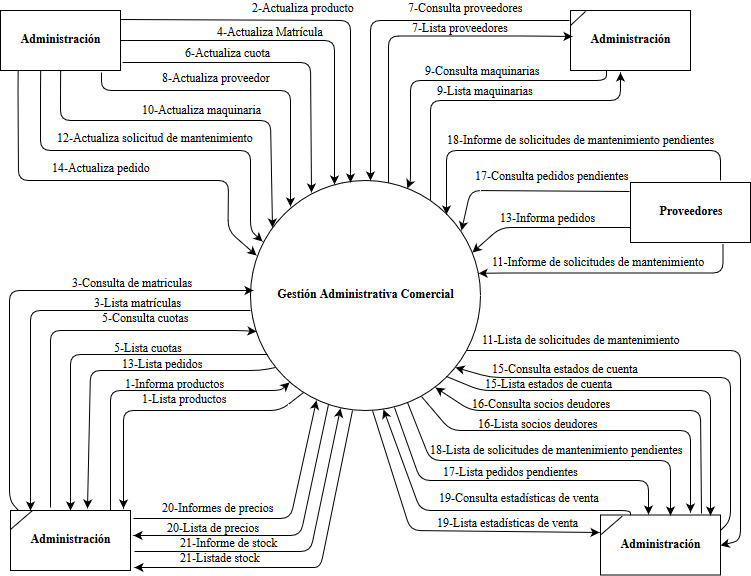 2-Actualiza producto
4-Actualiza Matrícula
6-Actualiza cuota
8-Actualiza proveedor
10-Actualiza maquinaria
12-Actualiza solicitud de mantenimiento
14-Actualiza pedido
Administración
7-Consulta proveedores
7-Lista proveedores
Administración
9-Consulta maquinarias
9-Lista maquinarias
18-Informe de solicitudes de mantenimiento pendientes
17-Consulta pedidos pendientes
Proveedores
13-Informa pedidos
11-Informe de solicitudes de mantenimiento
Gestión Administrativa Comercial
3-Consulta de matriculas
3-Lista matrículas
5-Consulta cuotas
5-Lista cuotas
13-Lista pedidos
1-Informa productos
1-Lista productos
Administración
20-Informes de precios
20-Lista de precios
21-Informe de stock
21-Listade stock
11-Lista de solicitudes de mantenimiento
15-Consulta estados de cuenta
15-Lista estados de cuenta
16-Consulta socios deudores
16-Lista socios deudores
18-Lista de solicitudes de mantenimiento pendientes
17-Lista pedidos pendientes
19-Consulta estadísticas de venta
19-Lista estadísticas de venta
Administración